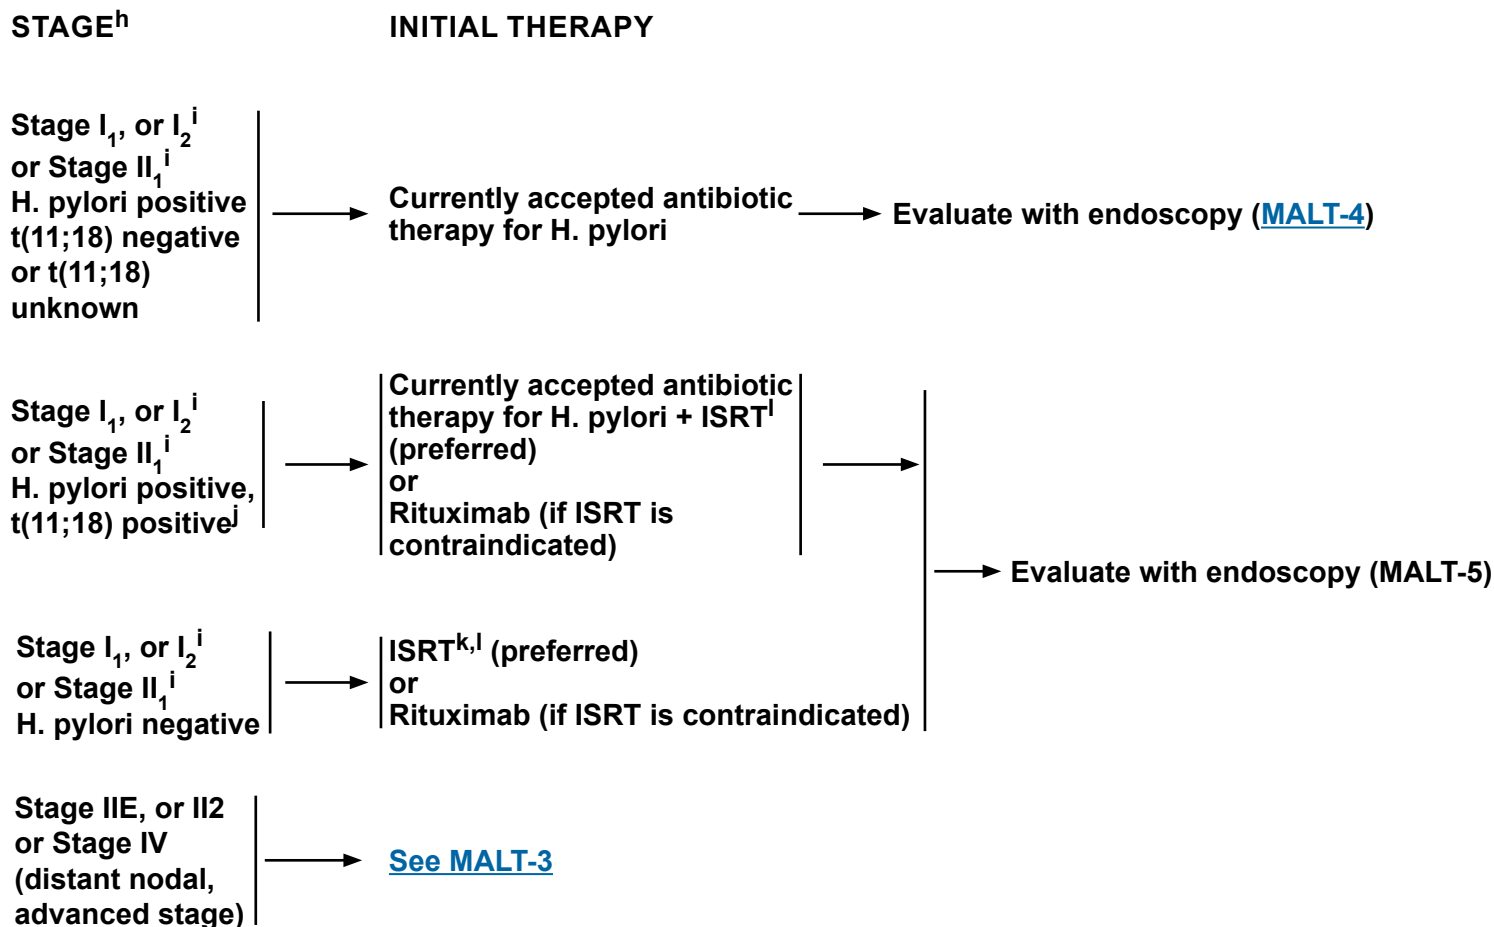 STAGEʰ
INITIAL THERAPY
Stage I₁, or I₂ⁱ
or Stage II₁ⁱ
H. pylori positive
t(11;18) negative
or t(11;18)
unknown
Currently accepted antibiotic
therapy for H. pylori
Evaluate with endoscopy (MALT-4)
Stage I₁, or I₂ⁱ
or Stage II₁ⁱ
H. pylori positive,
t(11;18) positiveʲ
Currently accepted antibiotic
therapy for H. pylori + ISRTˡ
(preferred)
or
Rituximab (if ISRT is
contraindicated)
Evaluate with endoscopy (MALT-5)
Stage I₁, or I₂ⁱ
or Stage II₁ⁱ
H. pylori negative
ISRTᵏ,ˡ (preferred)
or
Rituximab (if ISRT is contraindicated)
Stage IIE, or II2
or Stage IV
(distant nodal,
advanced stage)
See MALT-3